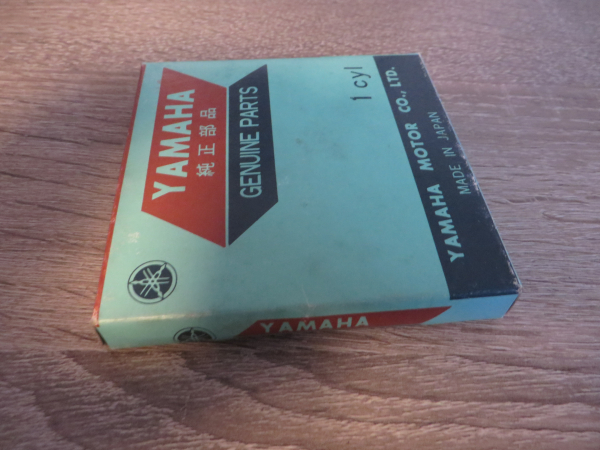 YAMAHA
純正部品
GENUINE PARTS
1 cyl
YAMAHA MOTOR CO., LTD.
MADE IN JAPAN
YAMAHA